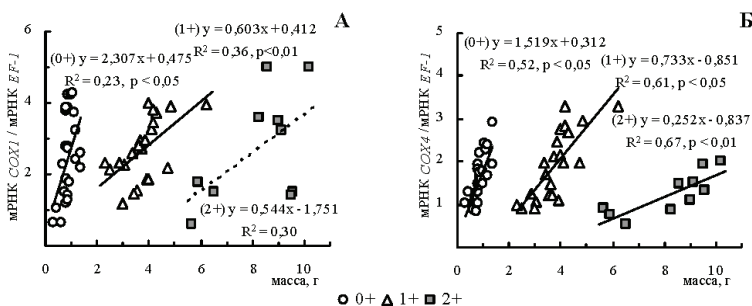 А
(1+) y = 0,603x + 0,412
R² = 0,36, p<0,01
(0+) y = 2,307x + 0,475
R² = 0,23, p < 0,05
(2+) y = 0,544x - 1,751
R² = 0,30
мРНК COX1 / мРНК EF-1
6
4
2
0
0 2 4 6 8 10
масса, г
Б
(0+) y = 1,519x + 0,312
R² = 0,52, p < 0,05
(1+) y = 0,733x - 0,851
R² = 0,61, p < 0,05
(2+) y = 0,252x - 0,837
R² = 0,67, p < 0,01
мРНК COX4 / мРНК EF-1
5
4
3
2
1
0
0 2 4 6 8 10
масса, г
0+ 1+ 2+